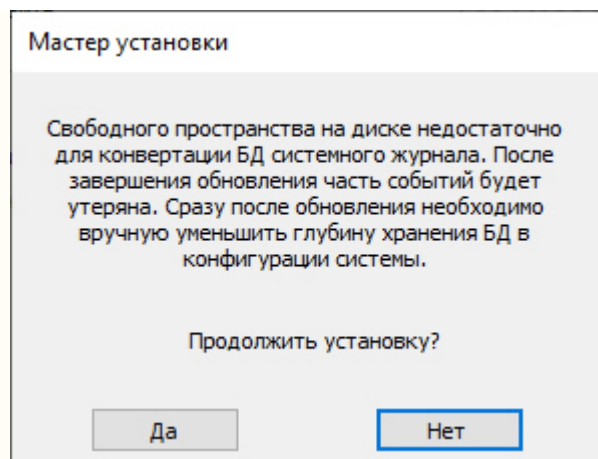 Мастер установки
Свободного пространства на диске недостаточно
для конвертации БД системного журнала. После
завершения обновления часть событий будет
утеряна. Сразу после обновления необходимо
вручную уменьшить глубину хранения БД в
конфигурации системы.
Продолжить установку?
Да
Нет